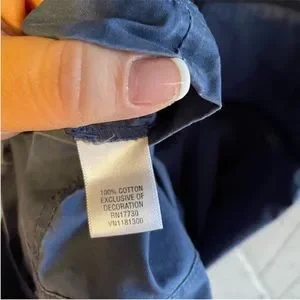 100% COTTON
EXCLUSIVE OF
DECORATION
RN17730
VN1181300